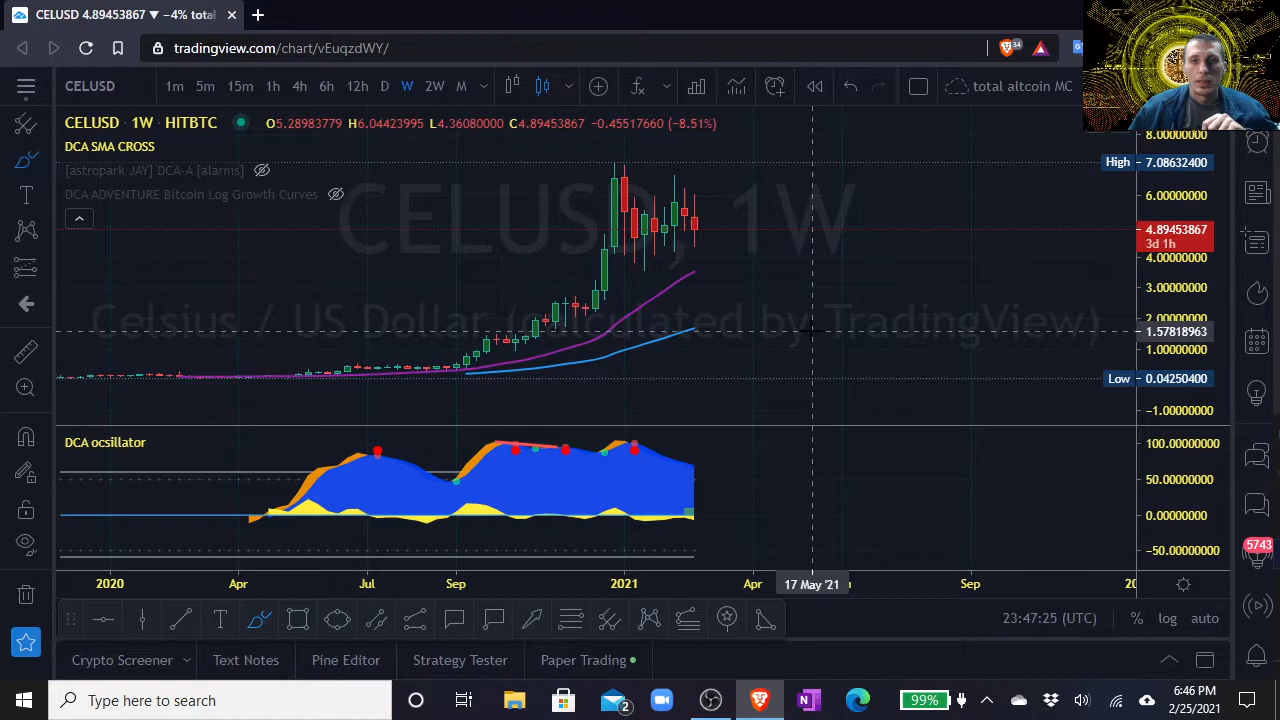 CELUSD 4.89453867 ▼ −4% total
tradingview.com/chart/vEuqzdWY/
34
CELUSD 1m 5m 15m 1h 4h 6h 12h D W 2W M total altcoin MC
CELUSD · 1W · HITBTC O5.28983779 H6.04423995 L4.36080000 C4.89453867 −0.45517660 (−8.51%)
DCA SMA CROSS
[astropark JAY] DCA-A [alarms]
DCA ADVENTURE Bitcoin Log Growth Curves
CELUSD, 1W
Celsius / US Dollar (calculated by TradingView)
8.00000000
High 7.08632400
6.00000000
4.89453867
3d 1h
4.00000000
3.00000000
2.00000000
1.57818963
1.00000000
Low 0.04250400
−1.00000000
DCA ocsillator
100.00000000
50.00000000
0.00000000
−50.00000000
2020 Apr Jul Sep 2021 Apr 17 May '21 Sep
23:47:25 (UTC) % log auto
5743
Crypto Screener Text Notes Pine Editor Strategy Tester Paper Trading
Type here to search
2
99%
6:46 PM
2/25/2021